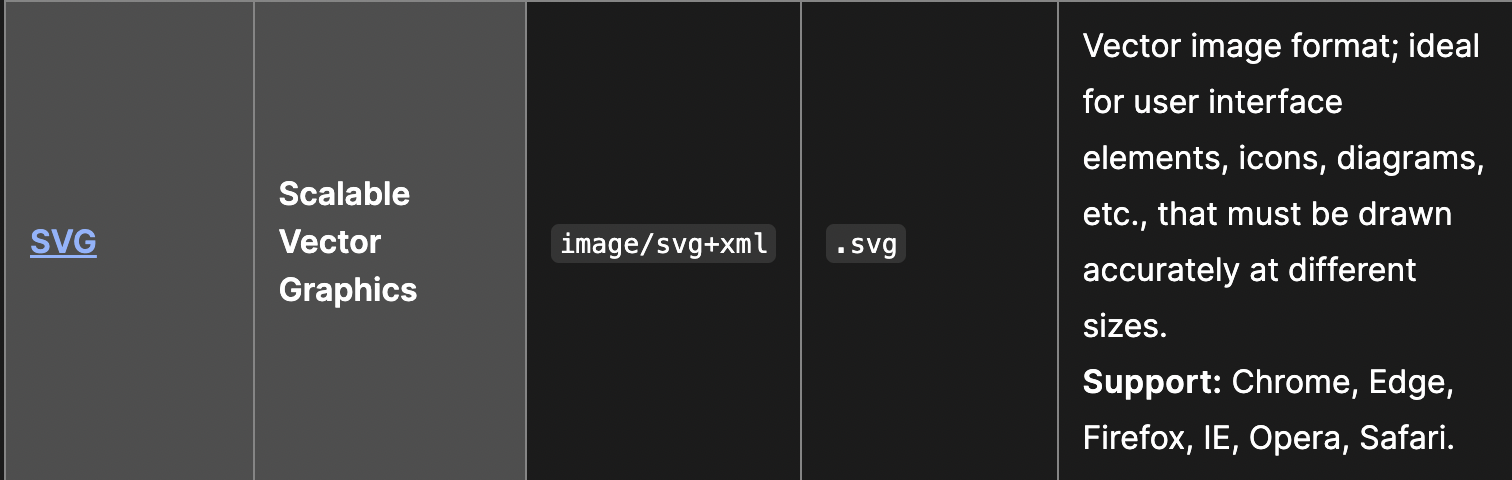 SVG
Scalable
Vector
Graphics
image/svg+xml
.svg
Vector image format; ideal
for user interface
elements, icons, diagrams,
etc., that must be drawn
accurately at different
sizes.
Support: Chrome, Edge,
Firefox, IE, Opera, Safari.